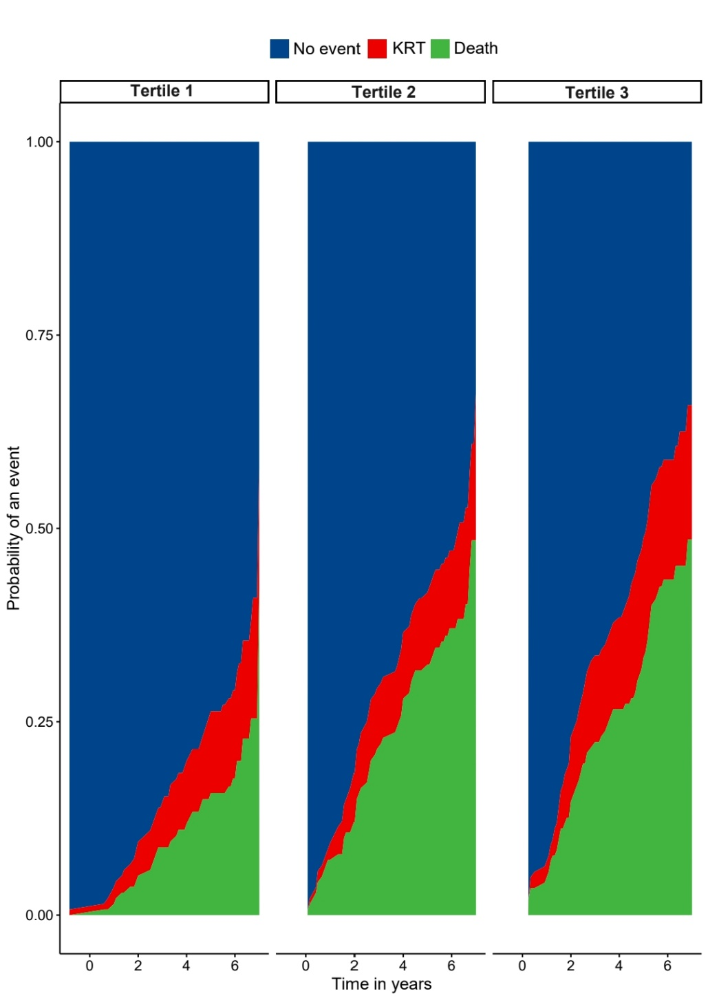 No event KRT Death
Tertile 1 Tertile 2 Tertile 3
1.00
0.75
0.50
0.25
0.00
Probability of an event
0 2 4 6 0 2 4 6 0 2 4 6
Time in years